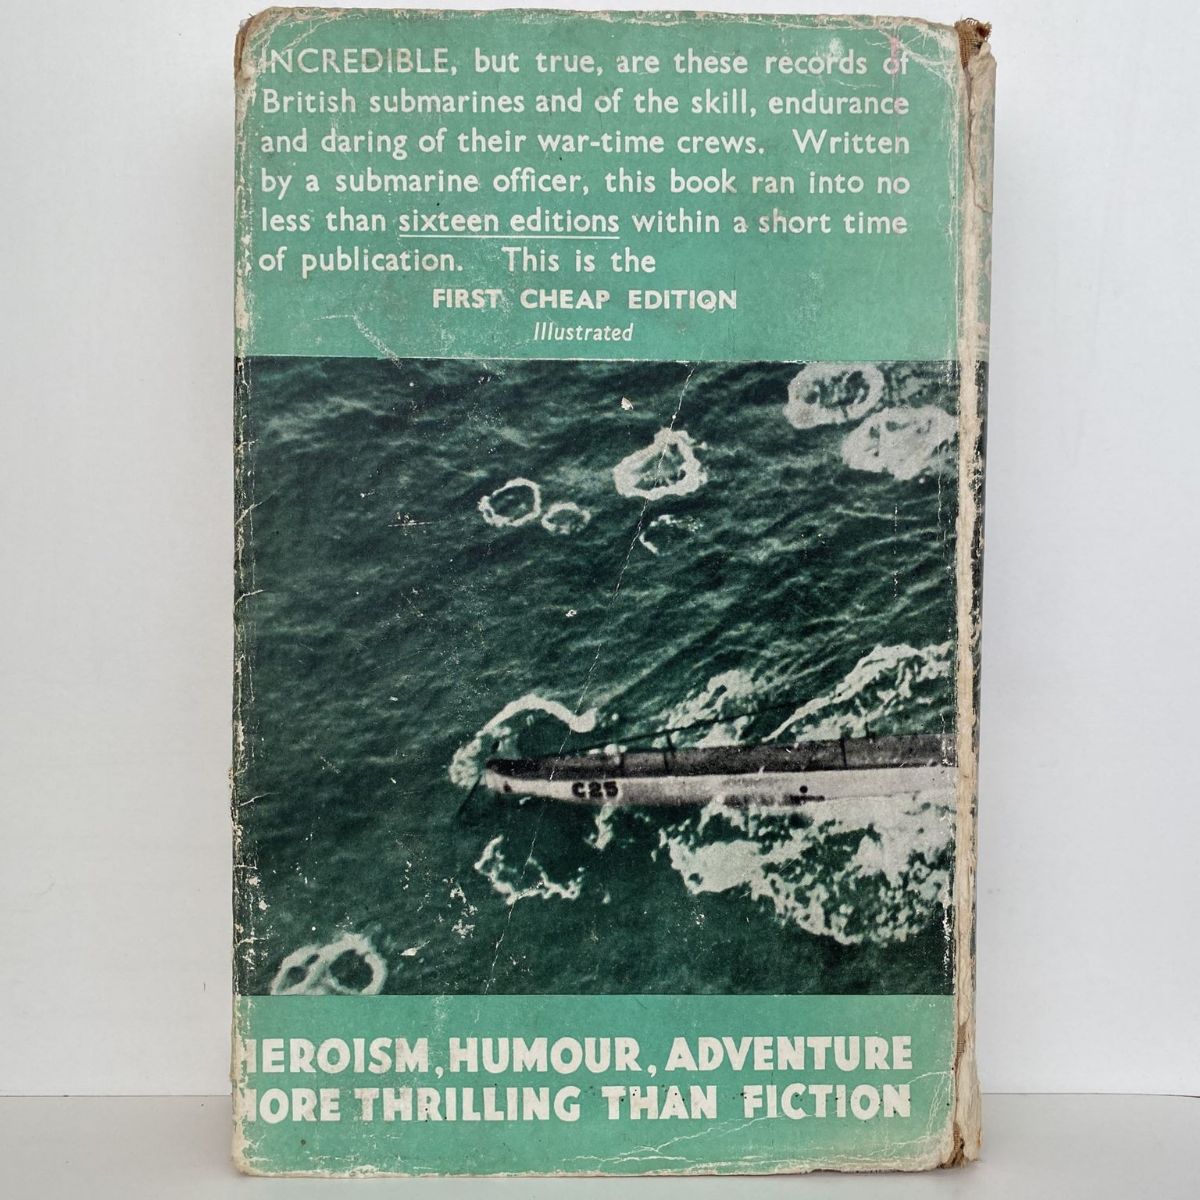 INCREDIBLE, but true, are these records of
British submarines and of the skill, endurance
and daring of their war-time crews. Written
by a submarine officer, this book ran into no
less than sixteen editions within a short time
of publication. This is the
FIRST CHEAP EDITION
Illustrated
C25
HEROISM, HUMOUR, ADVENTURE
MORE THRILLING THAN FICTION